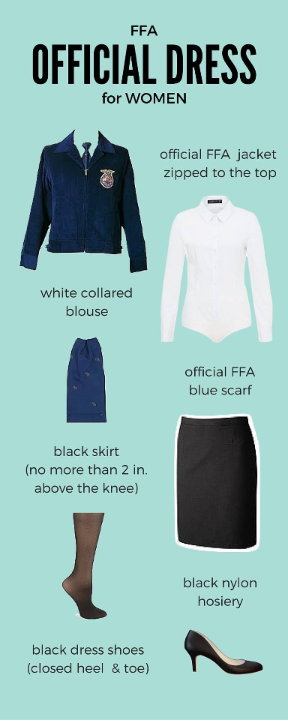 FFA
OFFICIAL DRESS
for WOMEN
official FFA jacket
zipped to the top
white collared
blouse
official FFA
blue scarf
black skirt
(no more than 2 in.
above the knee)
black nylon
hosiery
black dress shoes
(closed heel & toe)